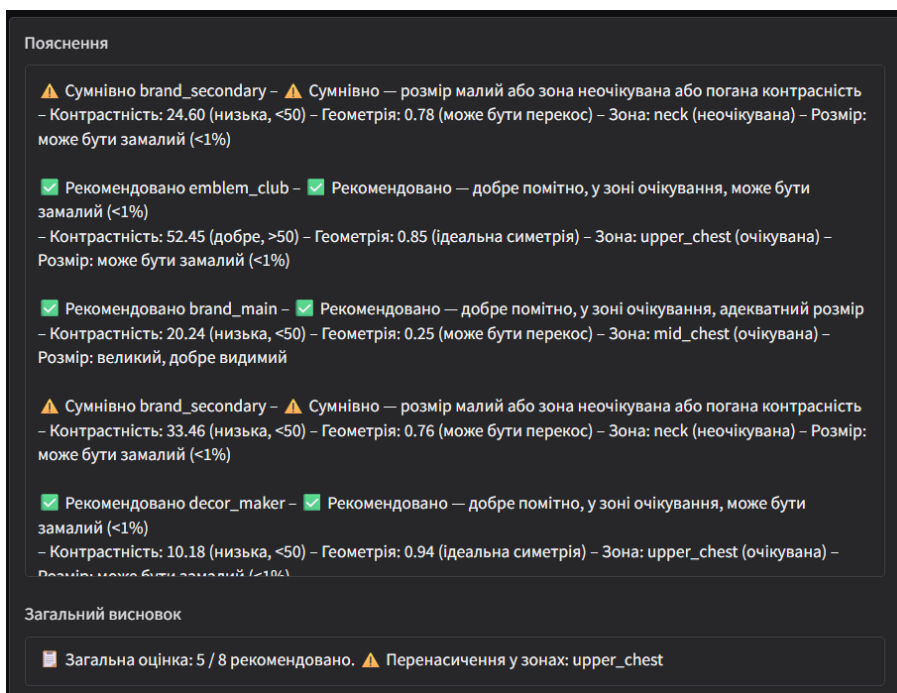 Пояснення
⚠️ Сумнівно brand_secondary – ⚠️ Сумнівно — розмір малий або зона неочікувана або погана контрасність
– Контрастність: 24.60 (низька, <50) – Геометрія: 0.78 (може бути перекос) – Зона: neck (неочікувана) – Розмір:
може бути замалий (<1%)
✅ Рекомендовано emblem_club – ✅ Рекомендовано — добре помітно, у зоні очікування, може бути
замалий (<1%)
– Контрастність: 52.45 (добре, >50) – Геометрія: 0.85 (ідеальна симетрія) – Зона: upper_chest (очікувана) –
Розмір: може бути замалий (<1%)
✅ Рекомендовано brand_main – ✅ Рекомендовано — добре помітно, у зоні очікування, адекватний розмір
– Контрастність: 20.24 (низька, <50) – Геометрія: 0.25 (може бути перекос) – Зона: mid_chest (очікувана) –
Розмір: великий, добре видимий
⚠️ Сумнівно brand_secondary – ⚠️ Сумнівно — розмір малий або зона неочікувана або погана контрасність
– Контрастність: 33.46 (низька, <50) – Геометрія: 0.76 (може бути перекос) – Зона: neck (неочікувана) – Розмір:
може бути замалий (<1%)
✅ Рекомендовано decor_maker – ✅ Рекомендовано — добре помітно, у зоні очікування, може бути
замалий (<1%)
– Контрастність: 10.18 (низька, <50) – Геометрія: 0.94 (ідеальна симетрія) – Зона: upper_chest (очікувана) –
Розмір: може бути замалий (<1%)
Загальний висновок
📋 Загальна оцінка: 5 / 8 рекомендовано. ⚠️ Перенасичення у зонах: upper_chest